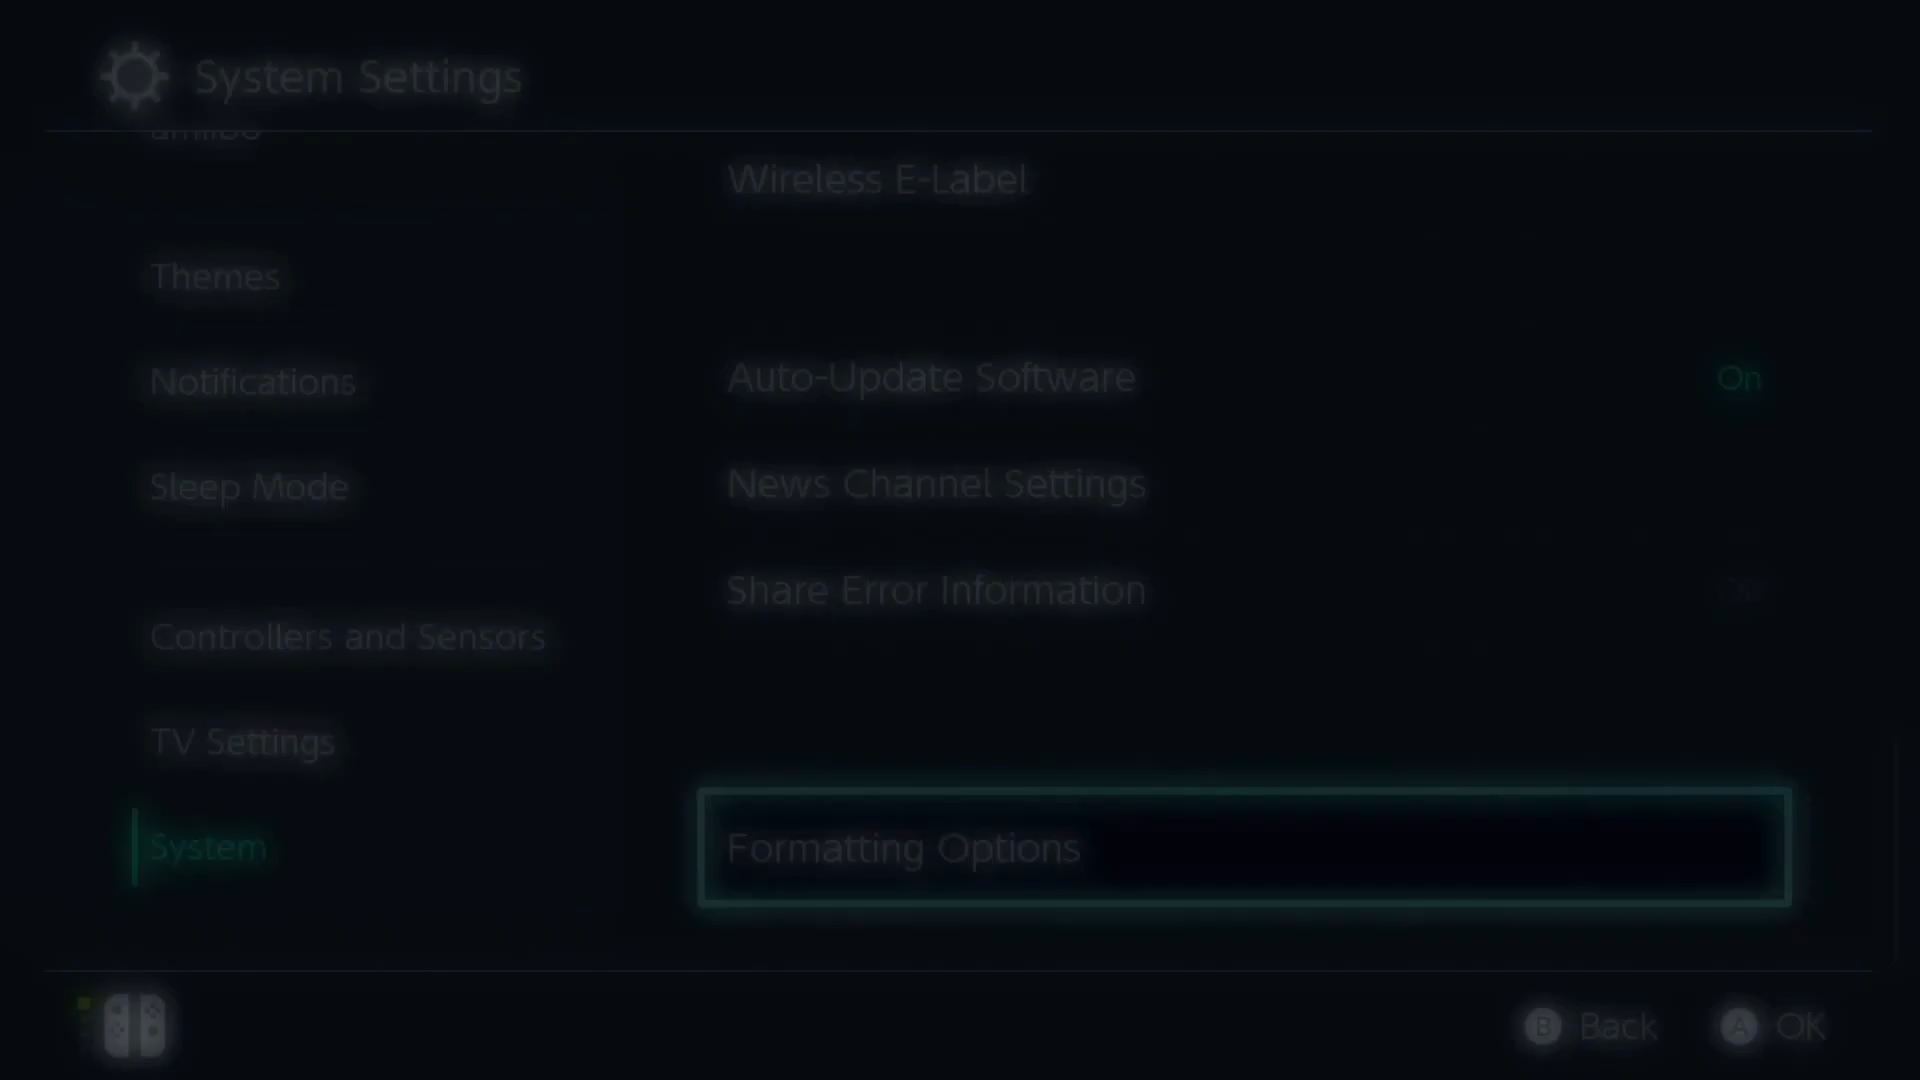 System Settings
amiibo
Themes
Notifications
Sleep Mode
Controllers and Sensors
TV Settings
System
Wireless E-Label
Auto-Update Software On
News Channel Settings
Share Error Information
Formatting Options
B Back A OK